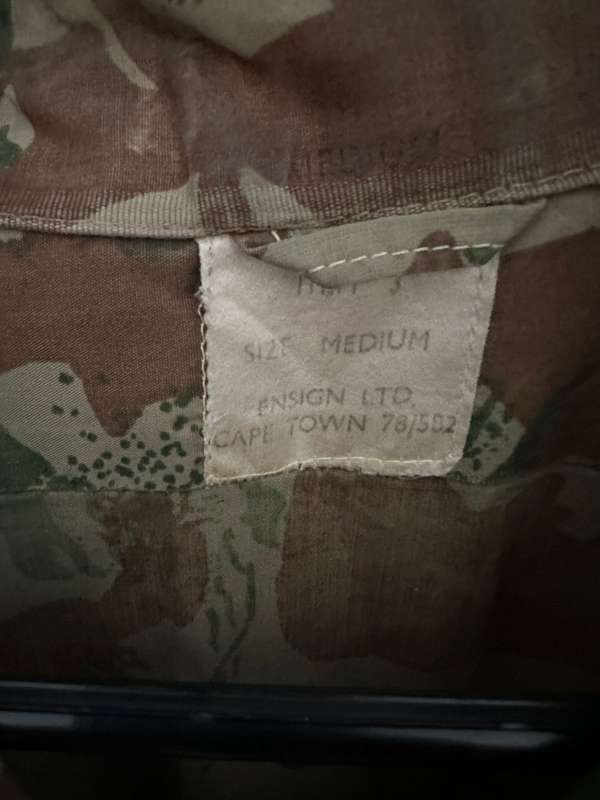 SIZE MEDIUM
ENSIGN LTD.
CAPE TOWN 78/582